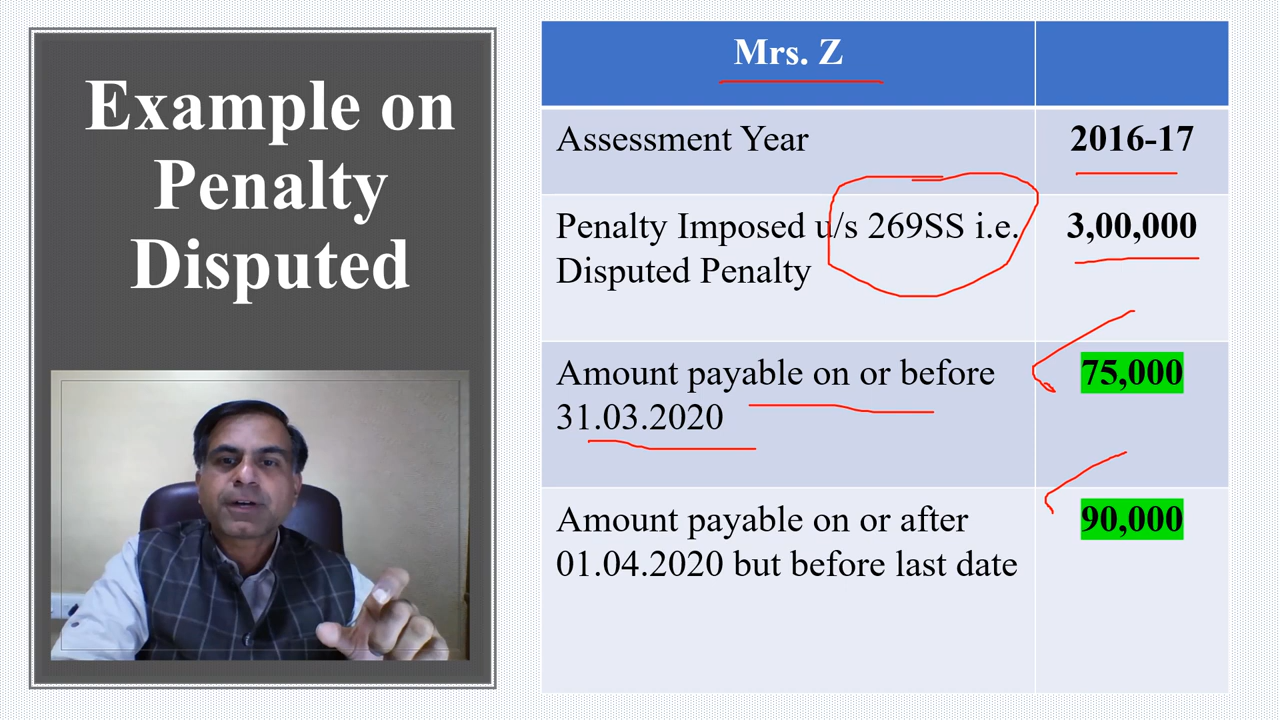 Example on
Penalty
Disputed
Mrs. Z
Assessment Year
2016-17
Penalty Imposed u/s 269SS i.e.
Disputed Penalty
3,00,000
Amount payable on or before
31.03.2020
75,000
Amount payable on or after
01.04.2020 but before last date
90,000